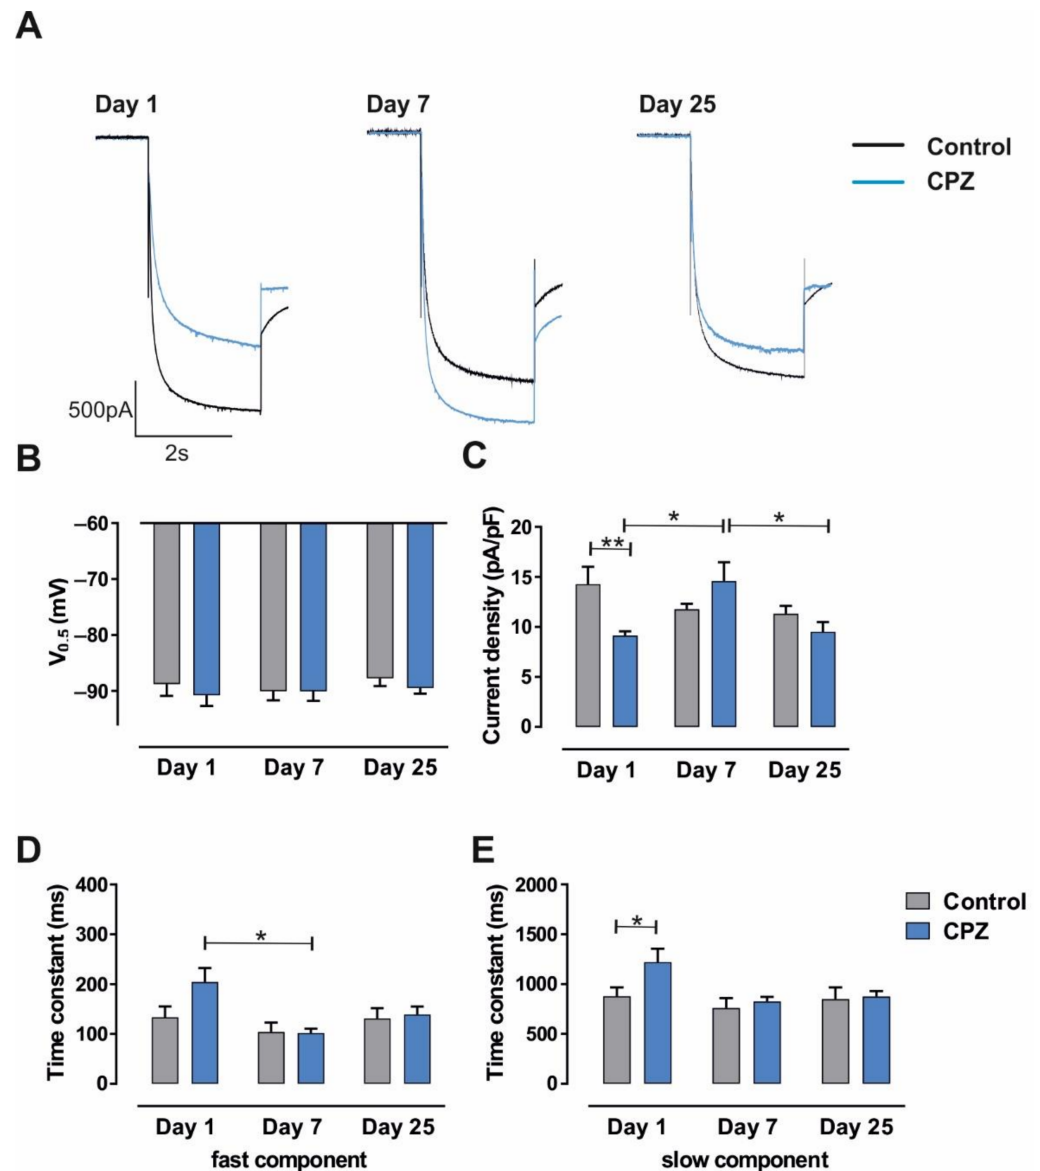 A
Day 1
Day 7
Day 25
Control
CPZ
500pA
2s
B
V0.5 (mV)
–60
–70
–80
–90
Day 1 Day 7 Day 25
C
Current density (pA/pF)
20
15
10
5
0
**
*
*
Day 1 Day 7 Day 25
D
Time constant (ms)
400
300
200
100
0
*
Day 1 Day 7 Day 25
fast component
E
Time constant (ms)
2000
1500
1000
500
0
*
Day 1 Day 7 Day 25
slow component
Control
CPZ